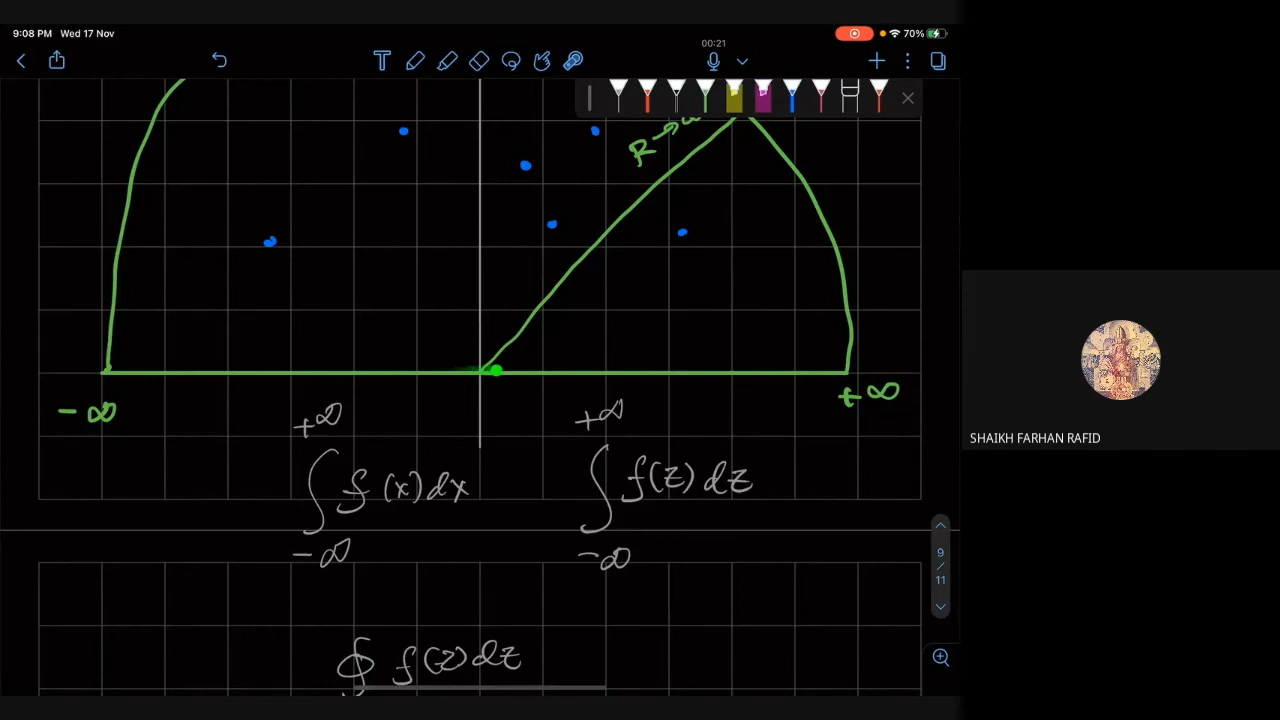 9:08 PM Wed 17 Nov
70%
00:21
T
R → ∞
− ∞
+ ∞
+∞
∫ f(x)dx
−∞
+∞
∫ f(z)dz
−∞
9
/
11
∮ f(z)dz
SHAIKH FARHAN RAFID